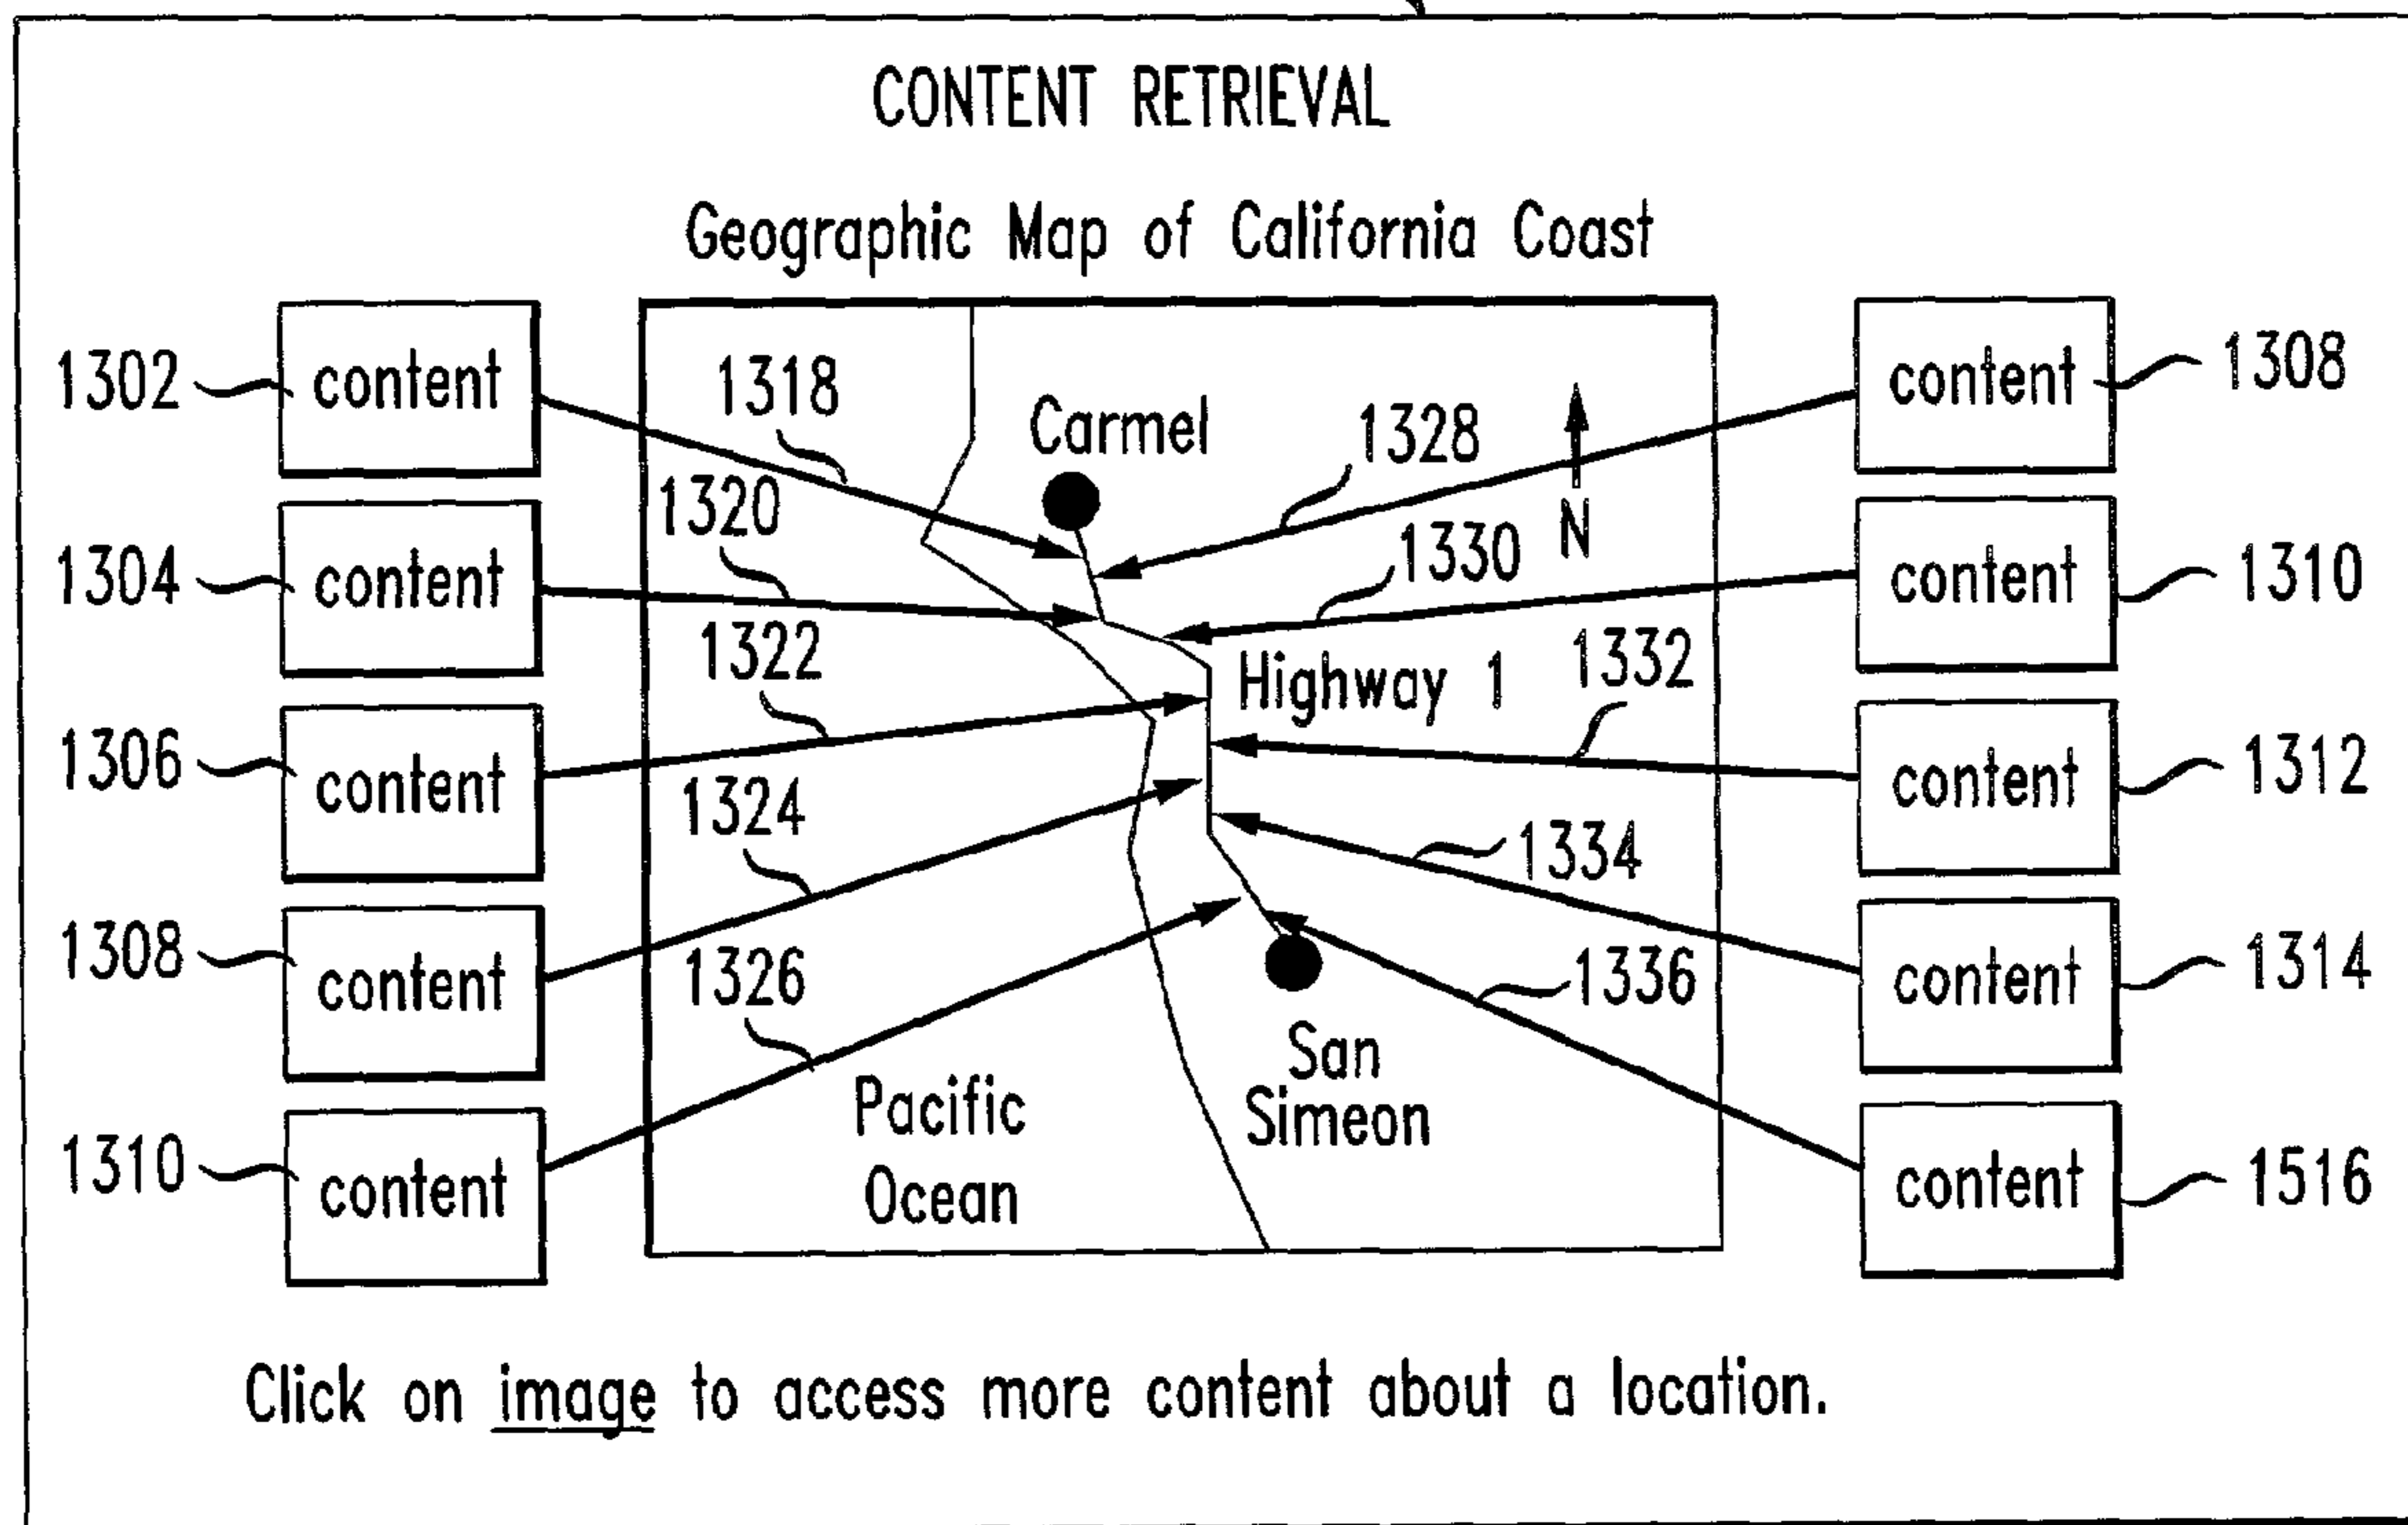 CONTENT RETRIEVAL
Geographic Map of California Coast
1302
content
1304
content
1306
content
1308
content
1310
content
1318
1320
1322
1324
1326
Carmel
1328
1330
N
Highway 1
1332
1334
1336
San
Simeon
Pacific
Ocean
content
1308
content
1310
content
1312
content
1314
content
1516
Click on image to access more content about a location.